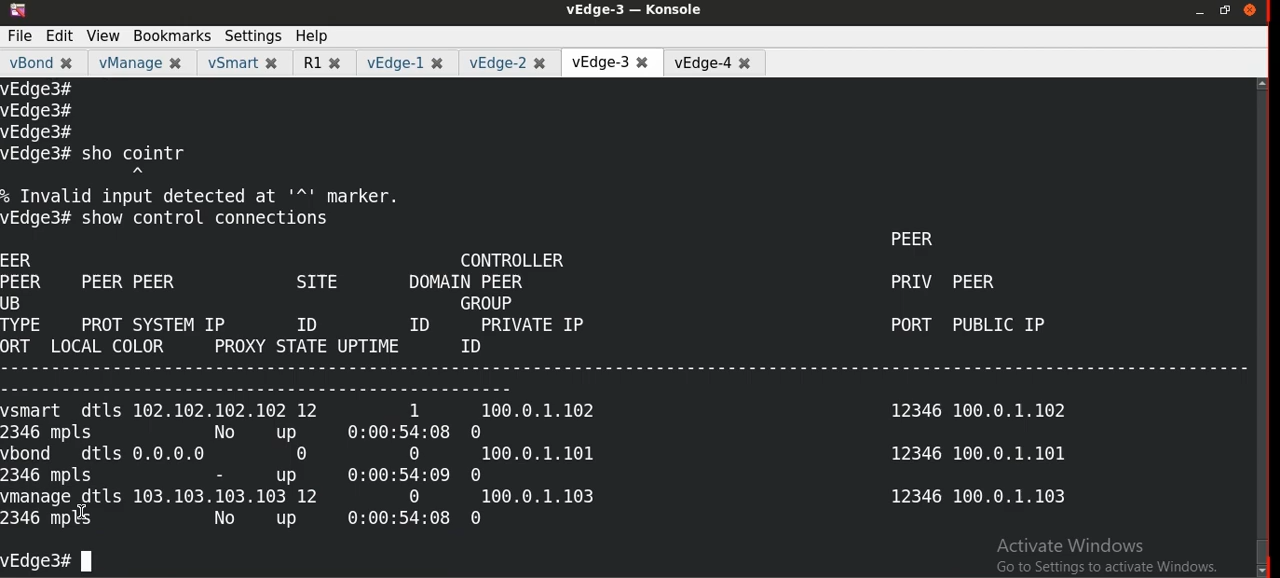 vEdge-3 — Konsole
File Edit View Bookmarks Settings Help
vBond vManage vSmart R1 vEdge-1 vEdge-2 vEdge-3 vEdge-4
vEdge3#
vEdge3#
vEdge3#
vEdge3# sho cointr
^
% Invalid input detected at '^' marker.
vEdge3# show control connections
PEER
EER CONTROLLER
PEER PEER PEER SITE DOMAIN PEER PRIV PEER
UB GROUP
TYPE PROT SYSTEM IP ID ID PRIVATE IP PORT PUBLIC IP
ORT LOCAL COLOR PROXY STATE UPTIME ID
--------------------------------------------------------------------------------------------------------------------------
--------------------------------------------------
vsmart dtls 102.102.102.102 12 1 100.0.1.102 12346 100.0.1.102
2346 mpls No up 0:00:54:08 0
vbond dtls 0.0.0.0 0 0 100.0.1.101 12346 100.0.1.101
2346 mpls - up 0:00:54:09 0
vmanage dtls 103.103.103.103 12 0 100.0.1.103 12346 100.0.1.103
2346 mpls No up 0:00:54:08 0
vEdge3#
Activate Windows
Go to Settings to activate Windows.